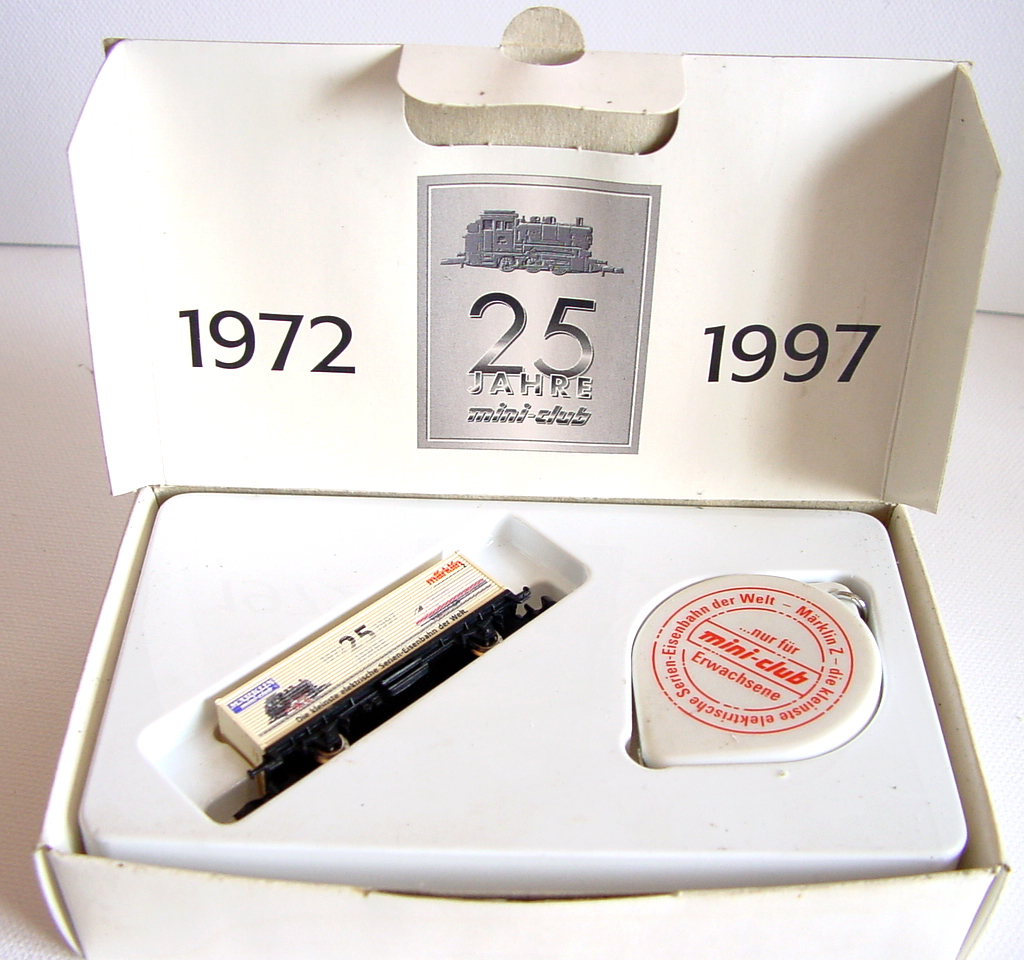 1972
25
JAHRE
mini-club
1997
märklin
25
Die kleinste elektrische Serien-Eisenbahn der Welt
Märklin Z – die kleinste elektrische Serien-Eisenbahn der Welt –
...nur für
mini-club
Erwachsene